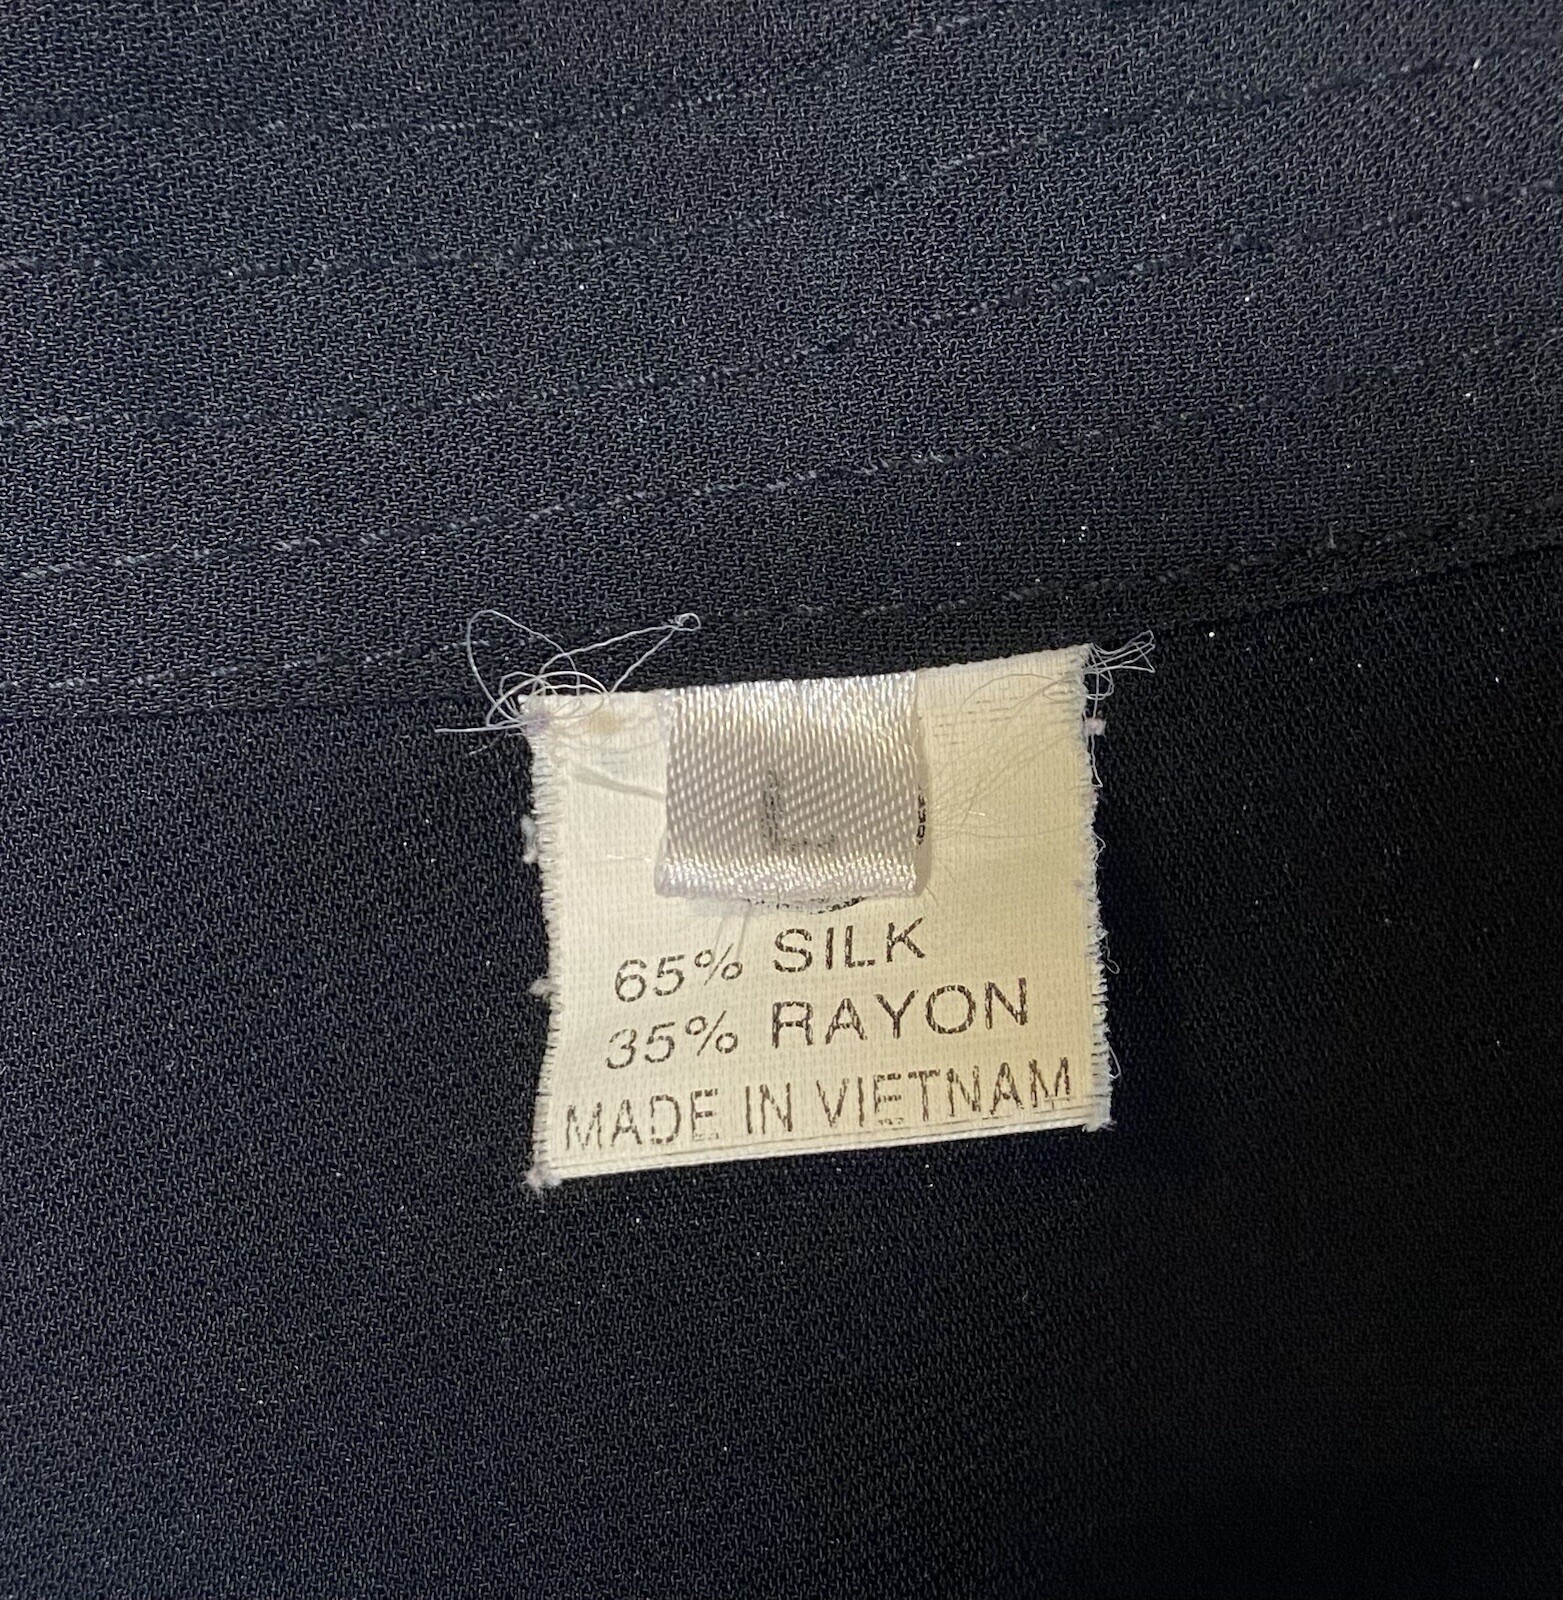 L
65% SILK
35% RAYON
MADE IN VIETNAM